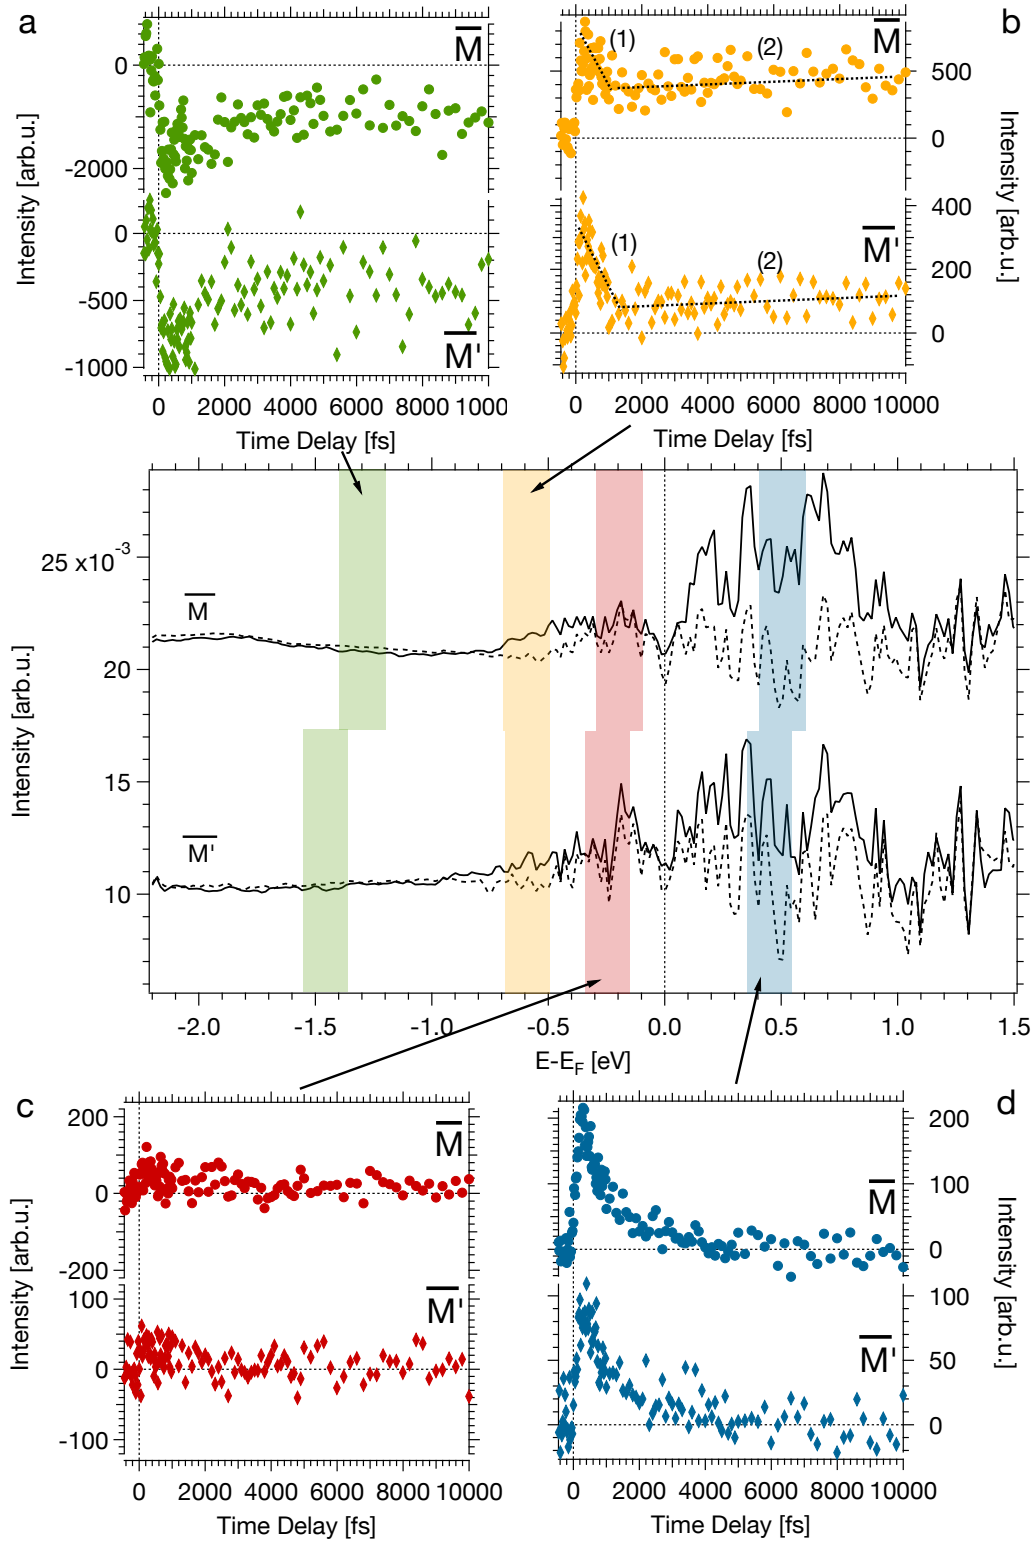 a
M̅
0
-2000
0
-500
-1000
M̅'
Intensity [arb.u.]
0 2000 4000 6000 8000 10000
Time Delay [fs]
b
M̅
(1)
(2)
500
0
M̅'
(1)
(2)
400
200
0
Intensity [arb.u.]
0 2000 4000 6000 8000 10000
Time Delay [fs]
25 x10⁻³
20
15
10
Intensity [arb.u.]
M̅
M̅'
-2.0 -1.5 -1.0 -0.5 0.0 0.5 1.0 1.5
E-E_F [eV]
c
M̅
200
0
-200
M̅'
100
0
-100
Intensity [arb.u.]
0 2000 4000 6000 8000 10000
Time Delay [fs]
d
M̅
200
100
0
M̅'
100
50
0
Intensity [arb.u.]
0 2000 4000 6000 8000 10000
Time Delay [fs]